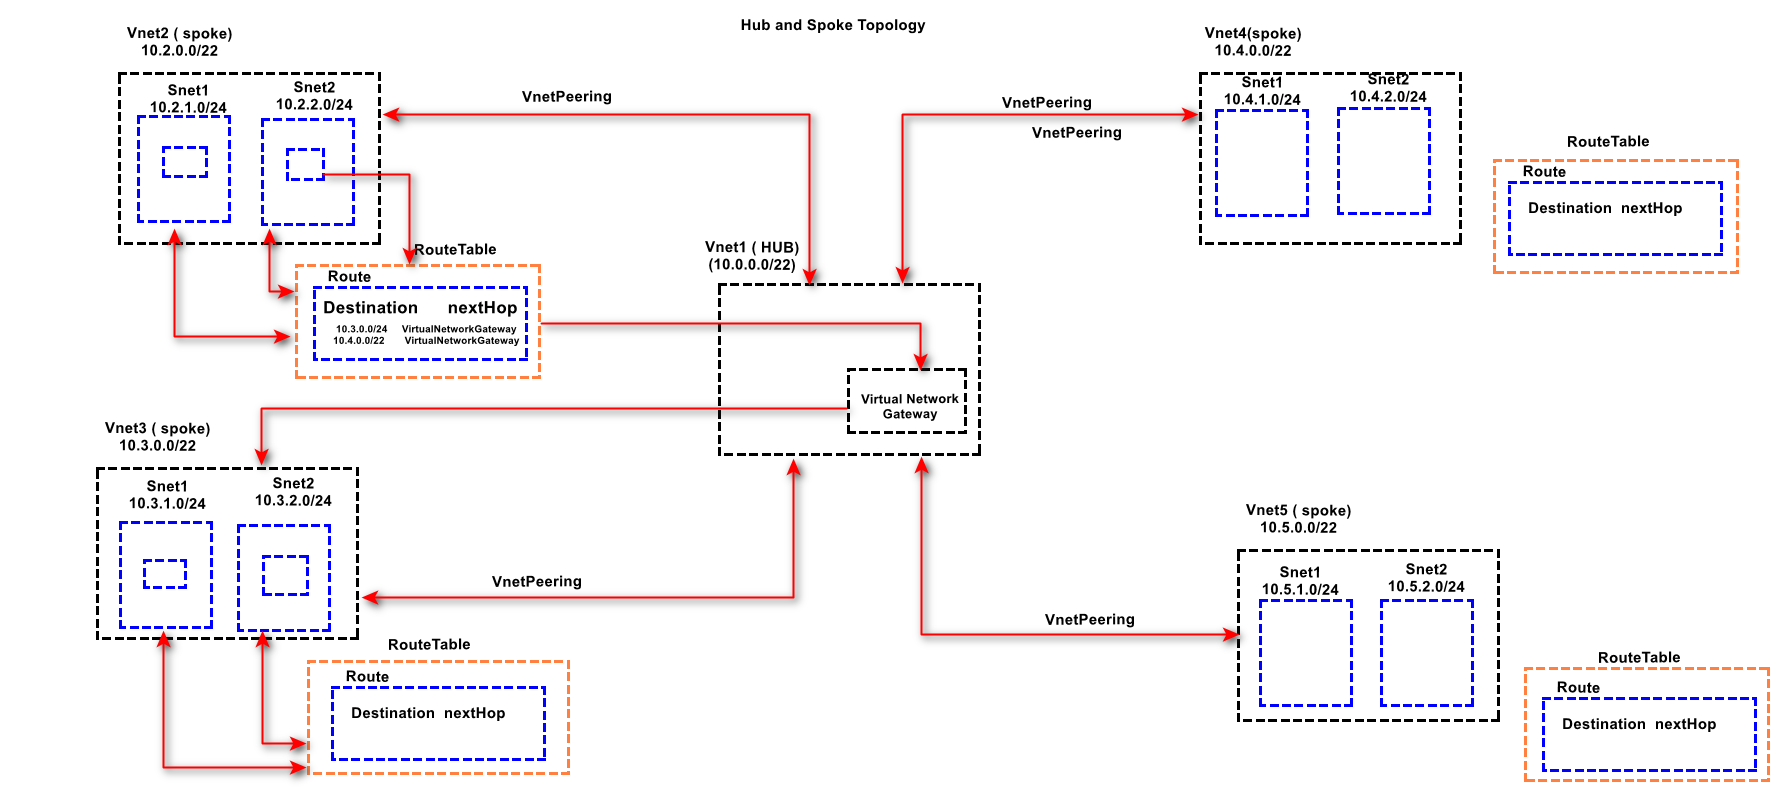 Hub and Spoke Topology
Vnet2 ( spoke)
10.2.0.0/22
Snet1
10.2.1.0/24
Snet2
10.2.2.0/24
VnetPeering
RouteTable
Route
Destination nextHop
10.3.0.0/24 VirtualNetworkGateway
10.4.0.0/22 VirtualNetworkGateway
Vnet1 ( HUB)
(10.0.0.0/22)
Virtual Network
Gateway
Vnet4(spoke)
10.4.0.0/22
Snet1
10.4.1.0/24
Snet2
10.4.2.0/24
VnetPeering
VnetPeering
RouteTable
Route
Destination nextHop
Vnet3 ( spoke)
10.3.0.0/22
Snet1
10.3.1.0/24
Snet2
10.3.2.0/24
VnetPeering
RouteTable
Route
Destination nextHop
Vnet5 ( spoke)
10.5.0.0/22
Snet1
10.5.1.0/24
Snet2
10.5.2.0/24
VnetPeering
RouteTable
Route
Destination nextHop